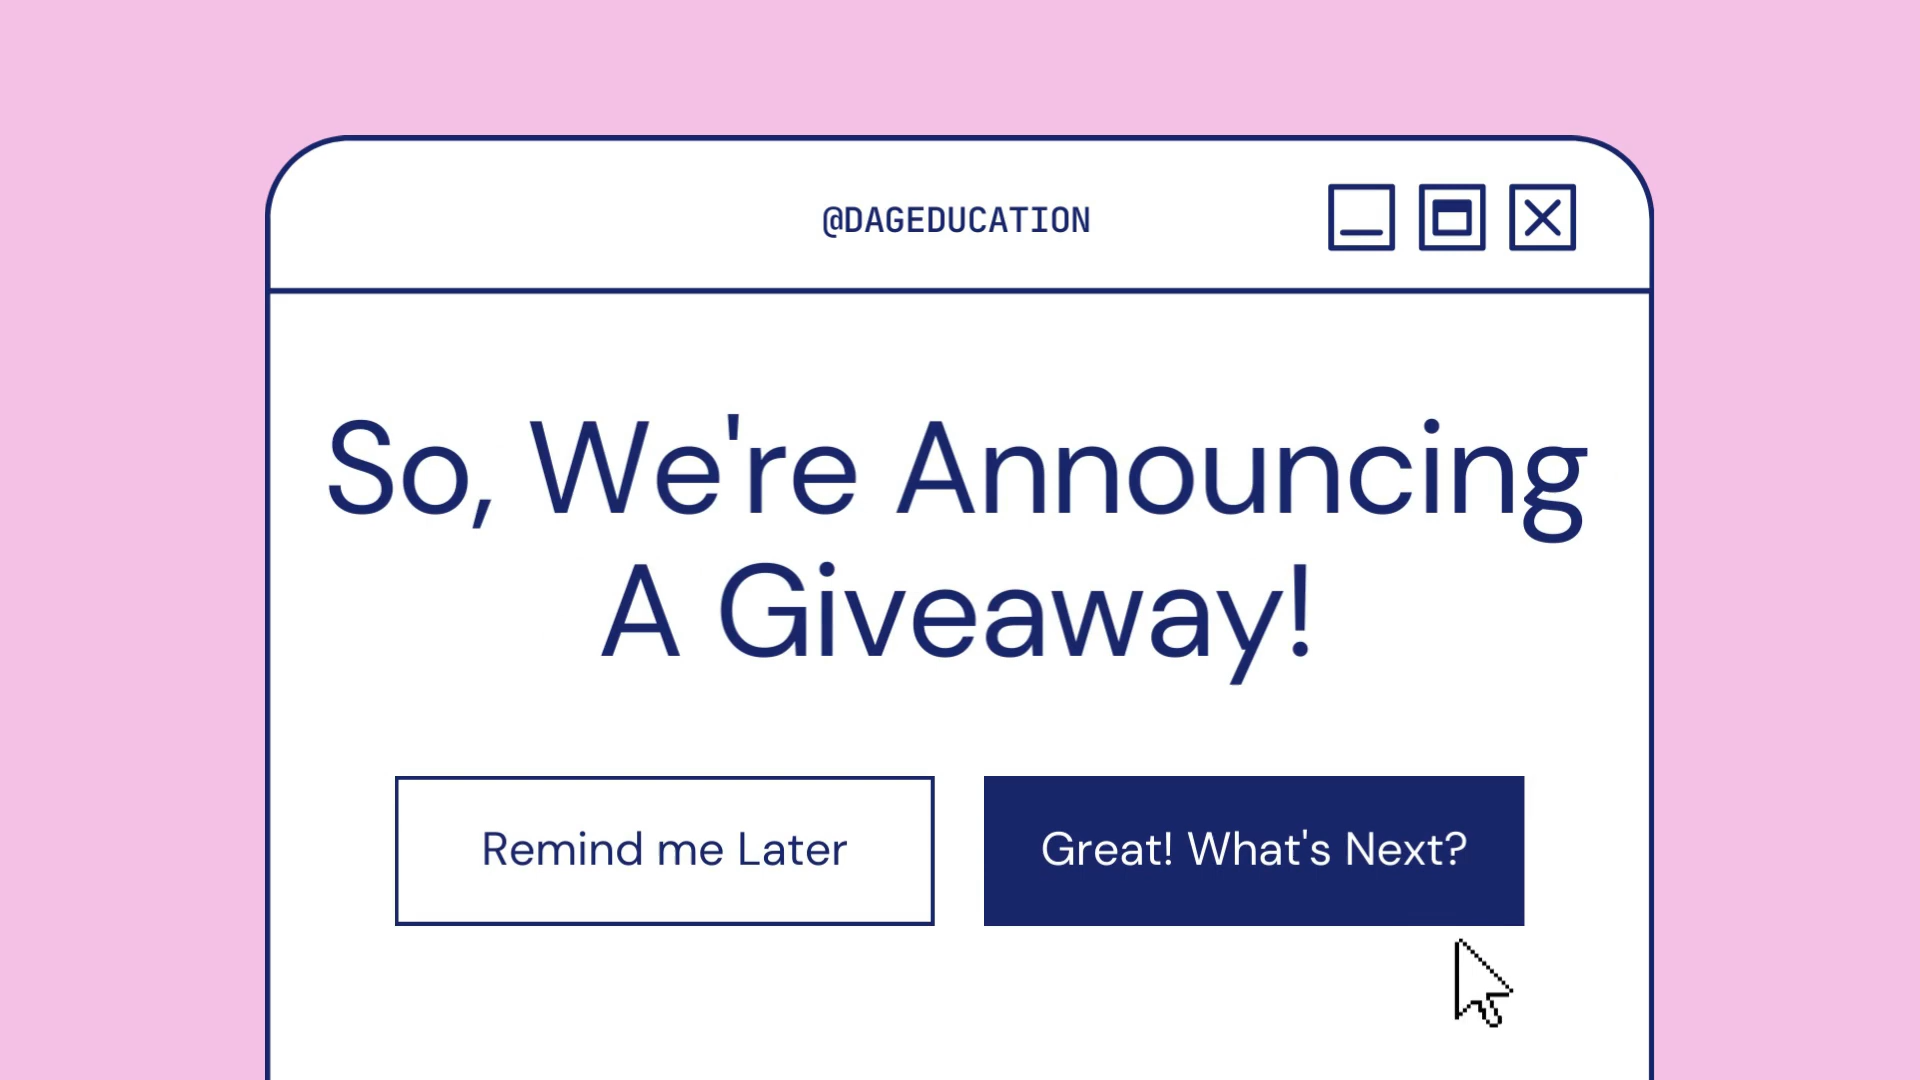 @DAGEDUCATION
So, We're Announcing
A Giveaway!
Remind me Later
Great! What's Next?